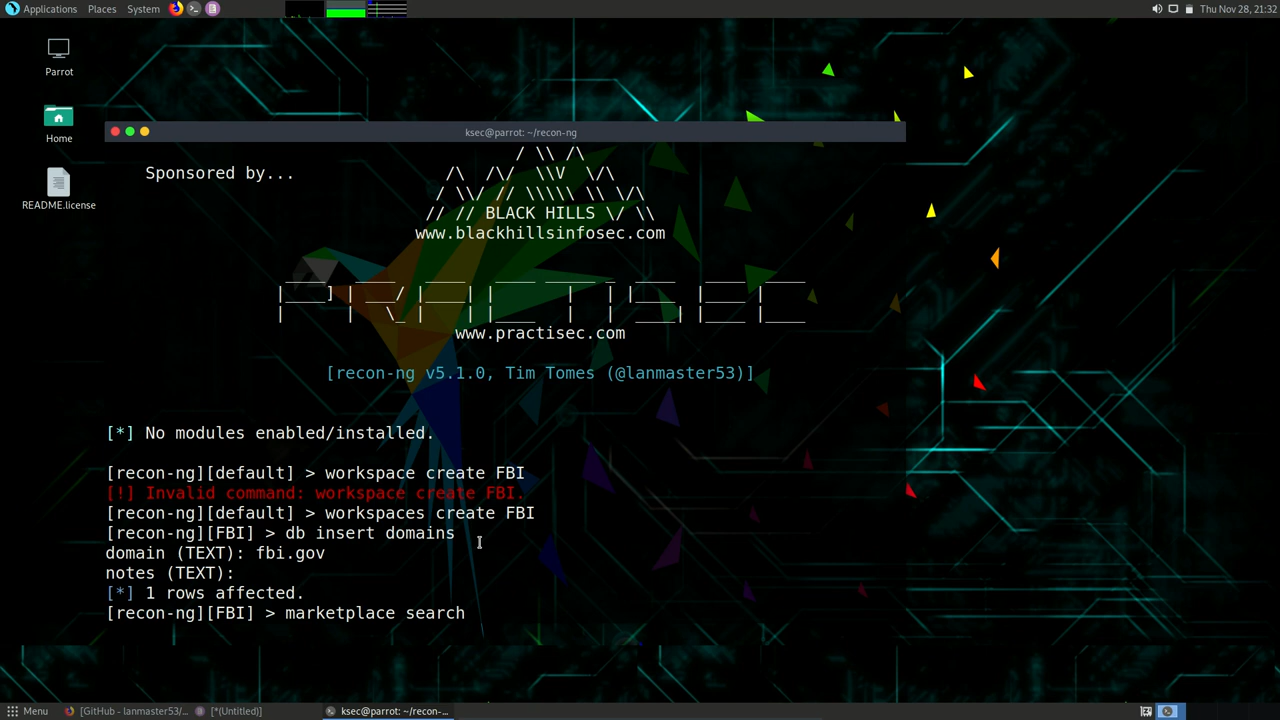 Applications Places System Thu Nov 28, 21:32
Parrot
Home
README.license
ksec@parrot: ~/recon-ng
Sponsored by...
BLACK HILLS
www.blackhillsinfosec.com
PRACTISEC
www.practisec.com
[recon-ng v5.1.0, Tim Tomes (@lanmaster53)]
[*] No modules enabled/installed.
[recon-ng][default] > workspace create FBI
[!] Invalid command: workspace create FBI.
[recon-ng][default] > workspaces create FBI
[recon-ng][FBI] > db insert domains
domain (TEXT): fbi.gov
notes (TEXT):
[*] 1 rows affected.
[recon-ng][FBI] > marketplace search
Menu [GitHub - lanmaster53/... [*(Untitled)] ksec@parrot: ~/recon-...